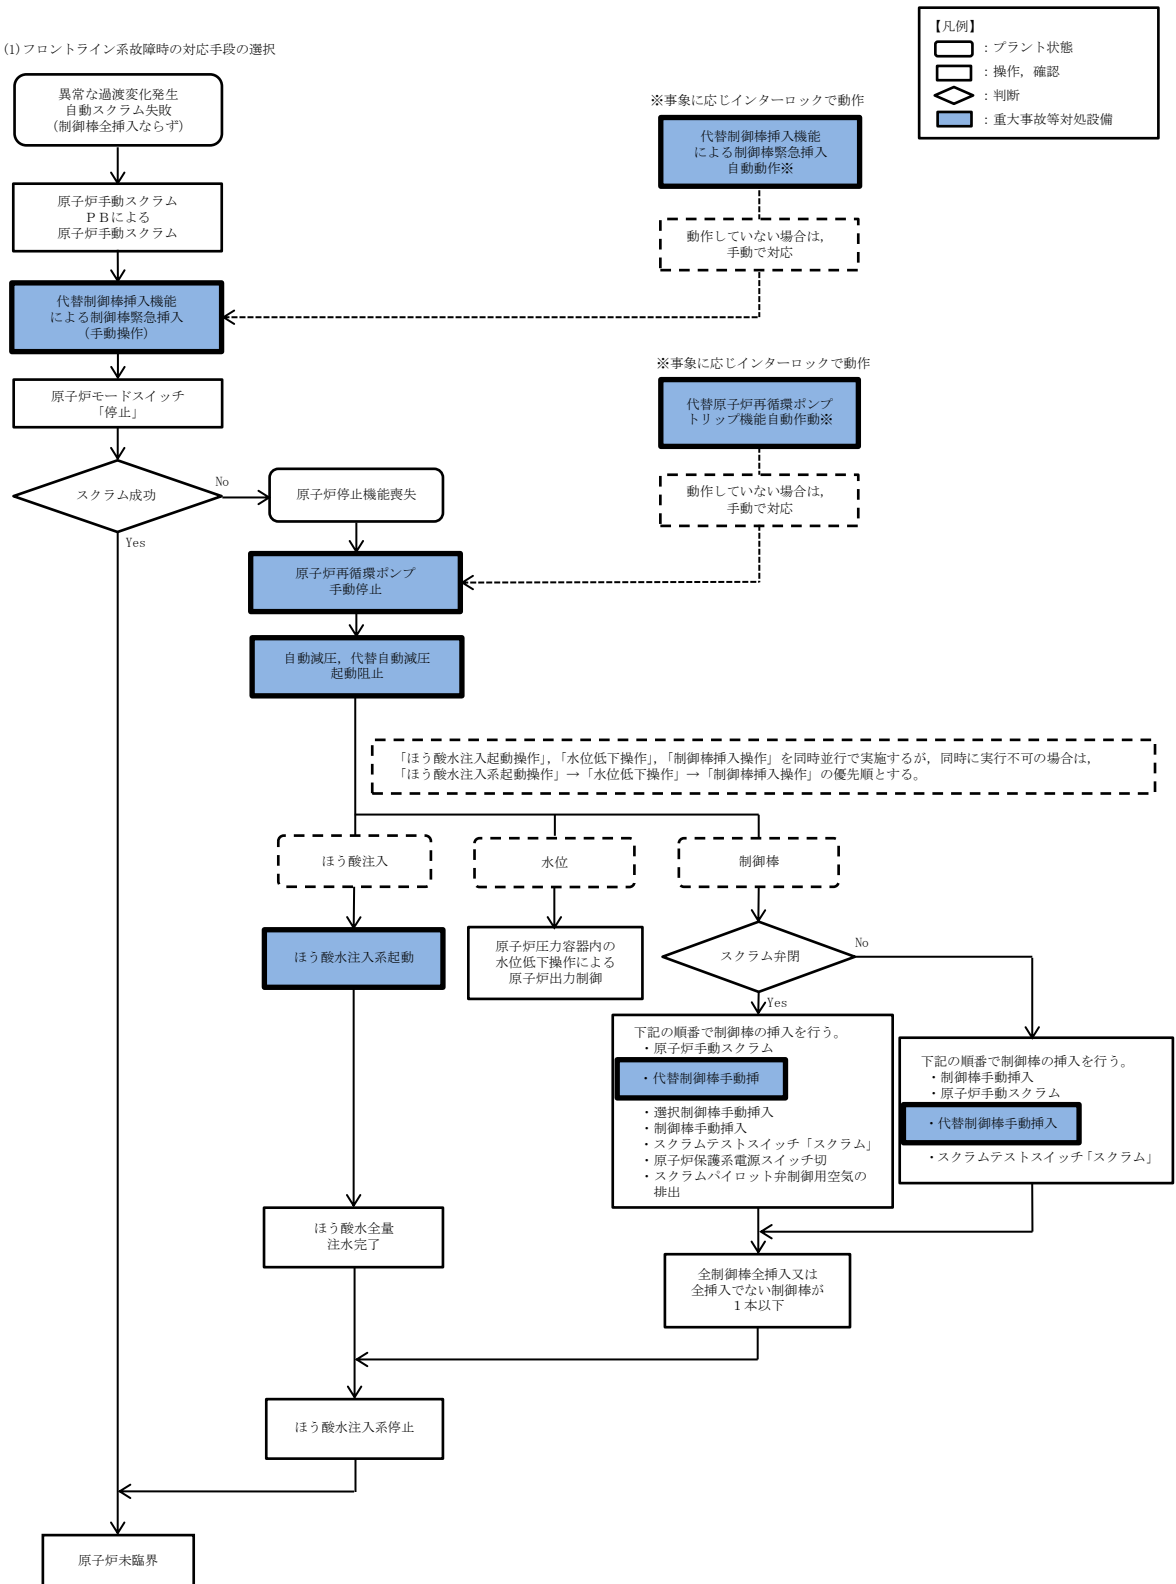 (1)フロントライン系故障時の対応手段の選択
【凡例】
：プラント状態
：操作，確認
：判断
：重大事故等対処設備
異常な過渡変化発生
自動スクラム失敗
(制御棒全挿入ならず)
原子炉手動スクラム
ＰＢによる
原子炉手動スクラム
※事象に応じインターロックで動作
代替制御棒挿入機能
による制御棒緊急挿入
自動動作※
動作していない場合は，
手動で対応
代替制御棒挿入機能
による制御棒緊急挿入
(手動操作)
原子炉モードスイッチ
「停止」
※事象に応じインターロックで動作
代替原子炉再循環ポンプ
トリップ機能自動作動※
動作していない場合は，
手動で対応
スクラム成功
No
Yes
原子炉停止機能喪失
原子炉再循環ポンプ
手動停止
自動減圧，代替自動減圧
起動阻止
「ほう酸水注入起動操作」，「水位低下操作」，「制御棒挿入操作」を同時並行で実施するが，同時に実行不可の場合は，
「ほう酸水注入系起動操作」→「水位低下操作」→「制御棒挿入操作」の優先順とする。
ほう酸注入
水位
制御棒
ほう酸水注入系起動
原子炉圧力容器内の
水位低下操作による
原子炉出力制御
スクラム弁閉
No
Yes
下記の順番で制御棒の挿入を行う。
・原子炉手動スクラム
・代替制御棒手動挿
・選択制御棒手動挿入
・制御棒手動挿入
・スクラムテストスイッチ「スクラム」
・原子炉保護系電源スイッチ切
・スクラムパイロット弁制御用空気の
排出
下記の順番で制御棒の挿入を行う。
・制御棒手動挿入
・原子炉手動スクラム
・代替制御棒手動挿入
・スクラムテストスイッチ「スクラム」
ほう酸水全量
注水完了
全制御棒全挿入又は
全挿入でない制御棒が
１本以下
ほう酸水注入系停止
原子炉未臨界